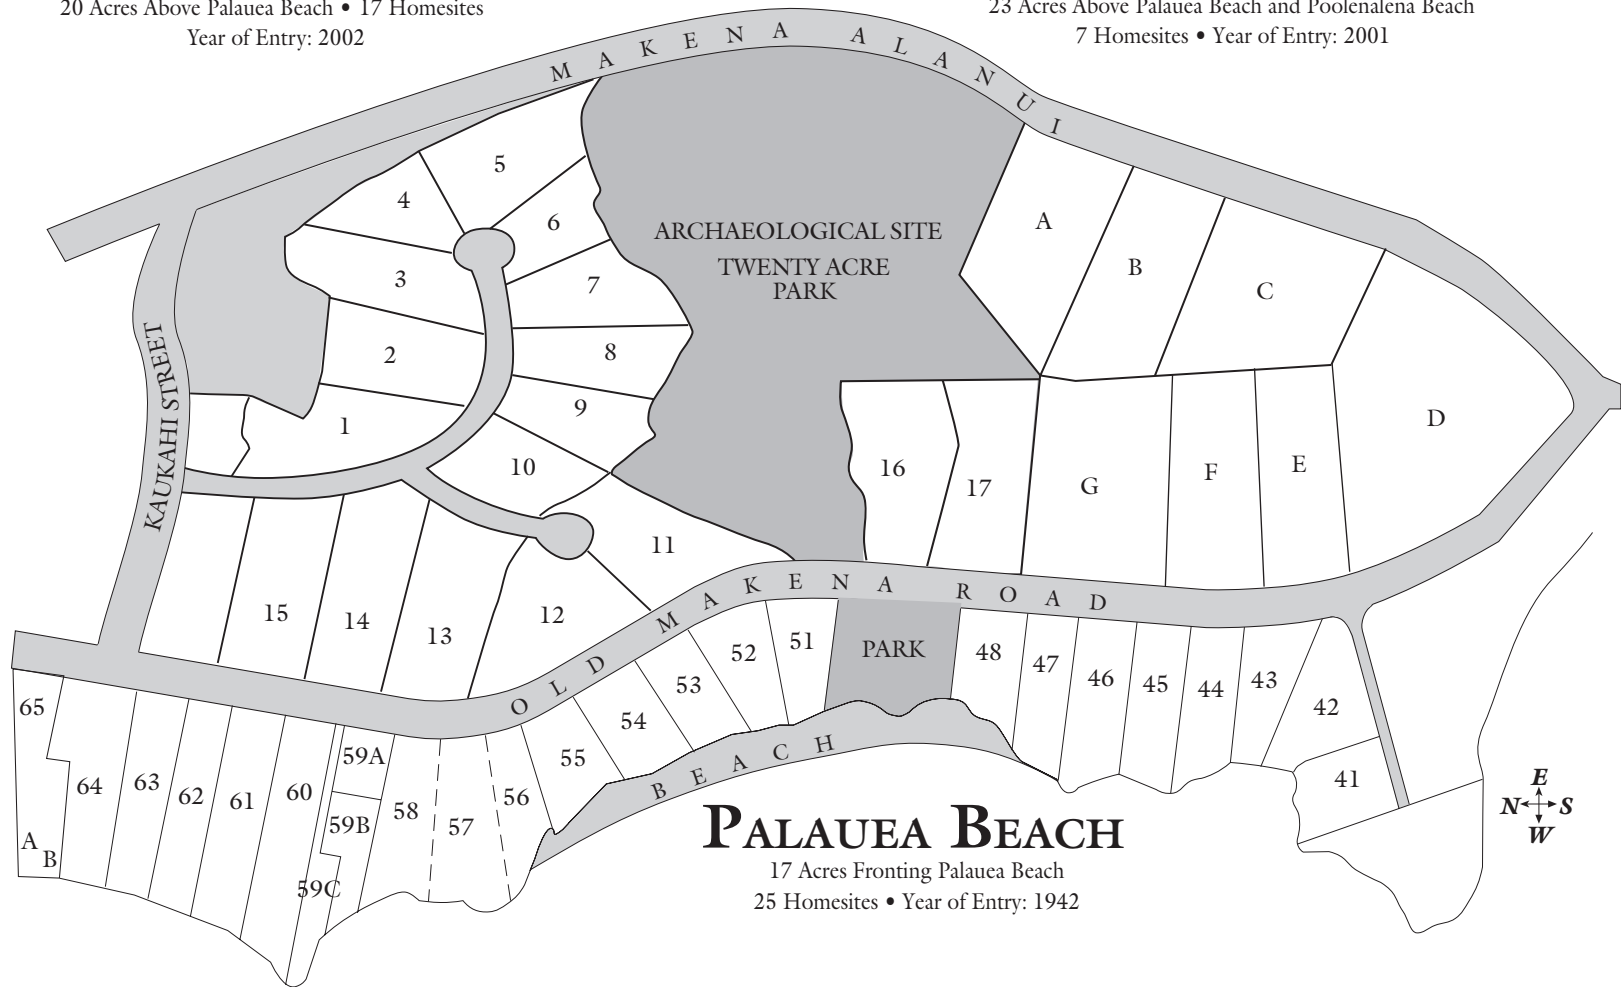 20 Acres Above Palauea Beach • 17 Homesites
Year of Entry: 2002
23 Acres Above Palauea Beach and Poolenalena Beach
7 Homesites • Year of Entry: 2001
MAKENA ALANUI
5
4
6
3
7
2
8
9
1
10
11
12
13
14
15
16
17
A
B
C
D
E
F
G
ARCHAEOLOGICAL SITE
TWENTY ACRE
PARK
KAUKAHI STREET
OLD MAKENA ROAD
PARK
65
A
B
64
63
62
61
60
59A
59B
59C
58
57
56
55
54
53
52
51
48
47
46
45
44
43
42
41
BEACH
PALAUEA BEACH
17 Acres Fronting Palauea Beach
25 Homesites • Year of Entry: 1942
E
N S
W